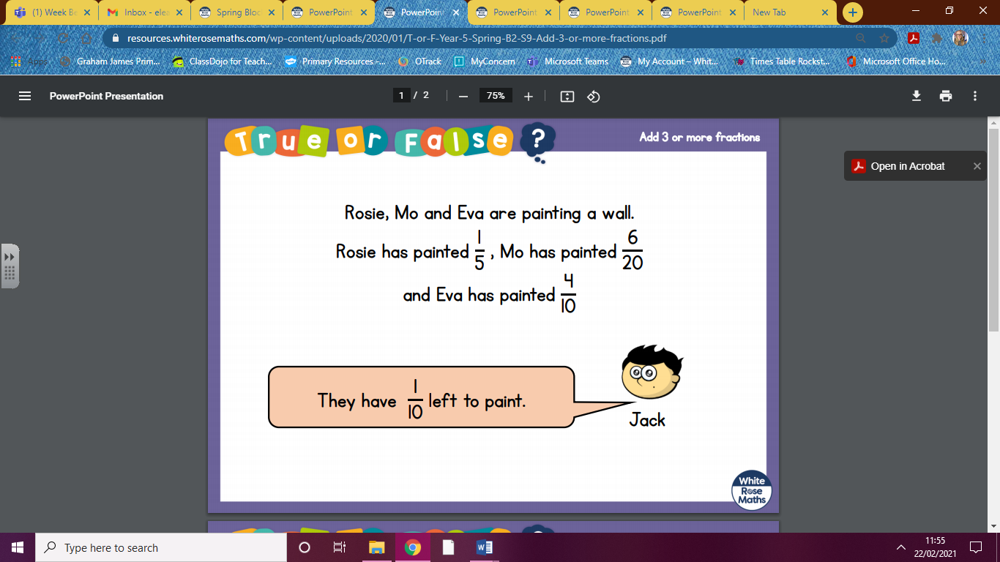 (1) Week Be
Inbox - elea
Spring Bloc
PowerPoint
PowerPoint
PowerPoint
PowerPoint
PowerPoint
New Tab
resources.whiterosemaths.com/wp-content/uploads/2020/01/T-or-F-Year-5-Spring-B2-S9-Add-3-or-more-fractions.pdf
Apps
Graham James Prim...
ClassDojo for Teach...
Primary Resources -...
OTrack
MyConcern
Microsoft Teams
My Account – Whit...
Times Table Rockst...
Microsoft Office Ho...
PowerPoint Presentation
1 / 2
75%
True or False ?
Add 3 or more fractions
Open in Acrobat
Rosie, Mo and Eva are painting a wall.
Rosie has painted 1/5 , Mo has painted 6/20
and Eva has painted 4/10
They have 1/10 left to paint.
Jack
White
Rose
Maths
Type here to search
11:55
22/02/2021